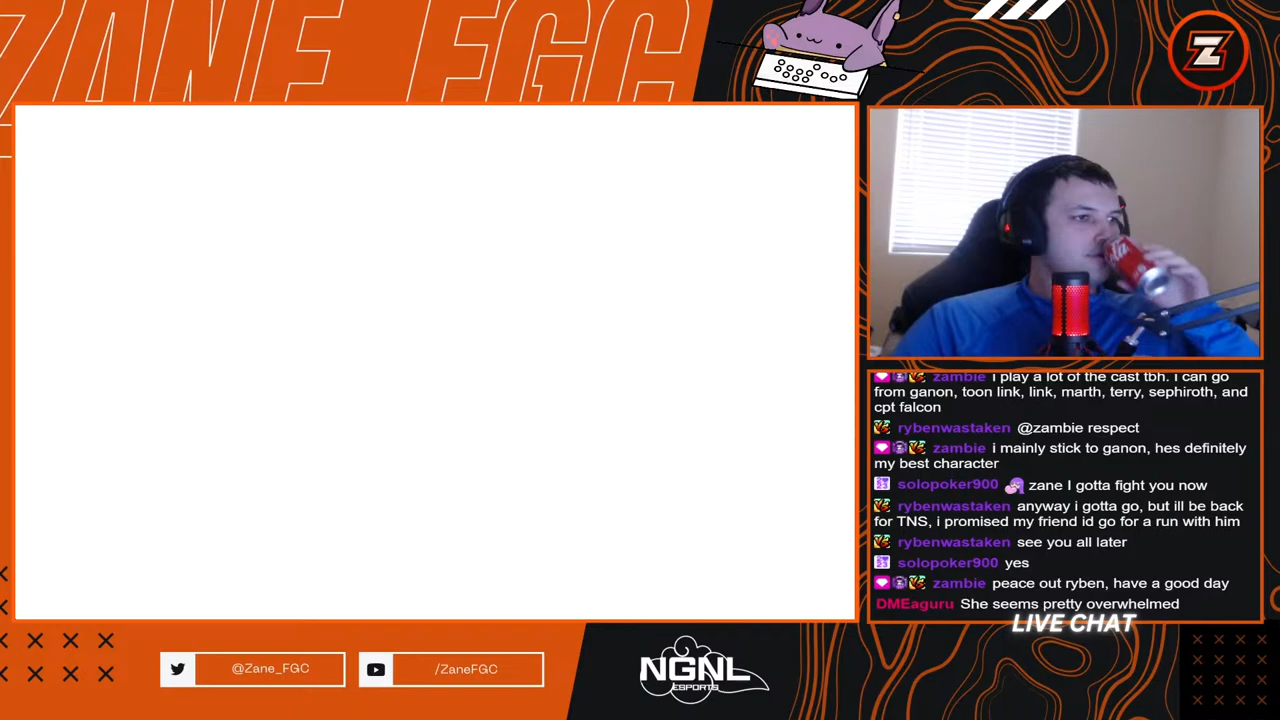 ZANE FGC
Z
zambie i play a lot of the cast tbh. i can go
from ganon, toon link, link, marth, terry, sephiroth, and
cpt falcon
rybenwastaken @zambie respect
zambie i mainly stick to ganon, hes definitely
my best character
solopoker900 zane I gotta fight you now
rybenwastaken anyway i gotta go, but ill be back
for TNS, i promised my friend id go for a run with him
rybenwastaken see you all later
solopoker900 yes
zambie peace out ryben, have a good day
DMEaguru She seems pretty overwhelmed
LIVE CHAT
@Zane_FGC
/ZaneFGC
NGNL
ESPORTS